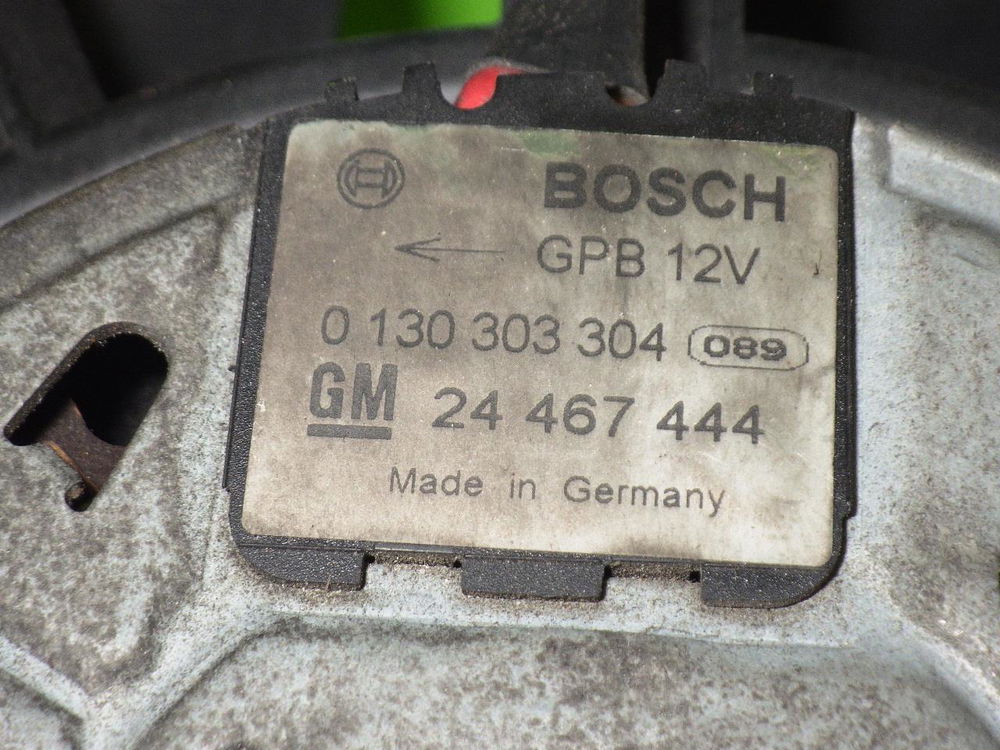 BOSCH
GPB 12V
0 130 303 304 089
GM 24 467 444
Made in Germany